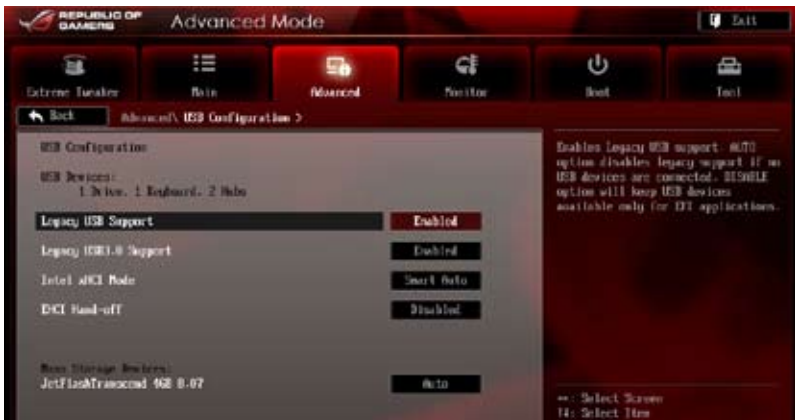 REPUBLIC OF
GAMERS
Advanced Mode
Exit
Extreme Tweaker
Main
Advanced
Monitor
Boot
Tool
Back
Advanced\ USB Configuration >
USB Configuration
USB Devices:
1 Drive, 1 Keyboard, 2 Hubs
Legacy USB Support
Enabled
Legacy USB3.0 Support
Enabled
Intel xHCI Mode
Smart Auto
EHCI Hand-off
Disabled
Mass Storage Devices:
JetFlashTranscend 4GB 8.07
Auto
Enables Legacy USB support. AUTO
option disables legacy support if no
USB devices are connected. DISABLE
option will keep USB devices
available only for EFI applications.
: Select Screen
: Select Item